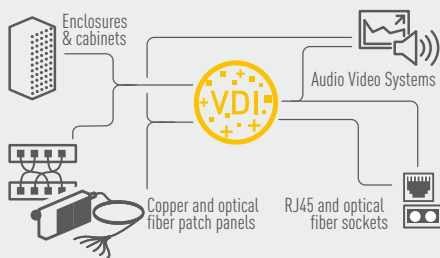 Enclosures
& cabinets
VDI
Audio Video Systems
Copper and optical
fiber patch panels
RJ45 and optical
fiber sockets